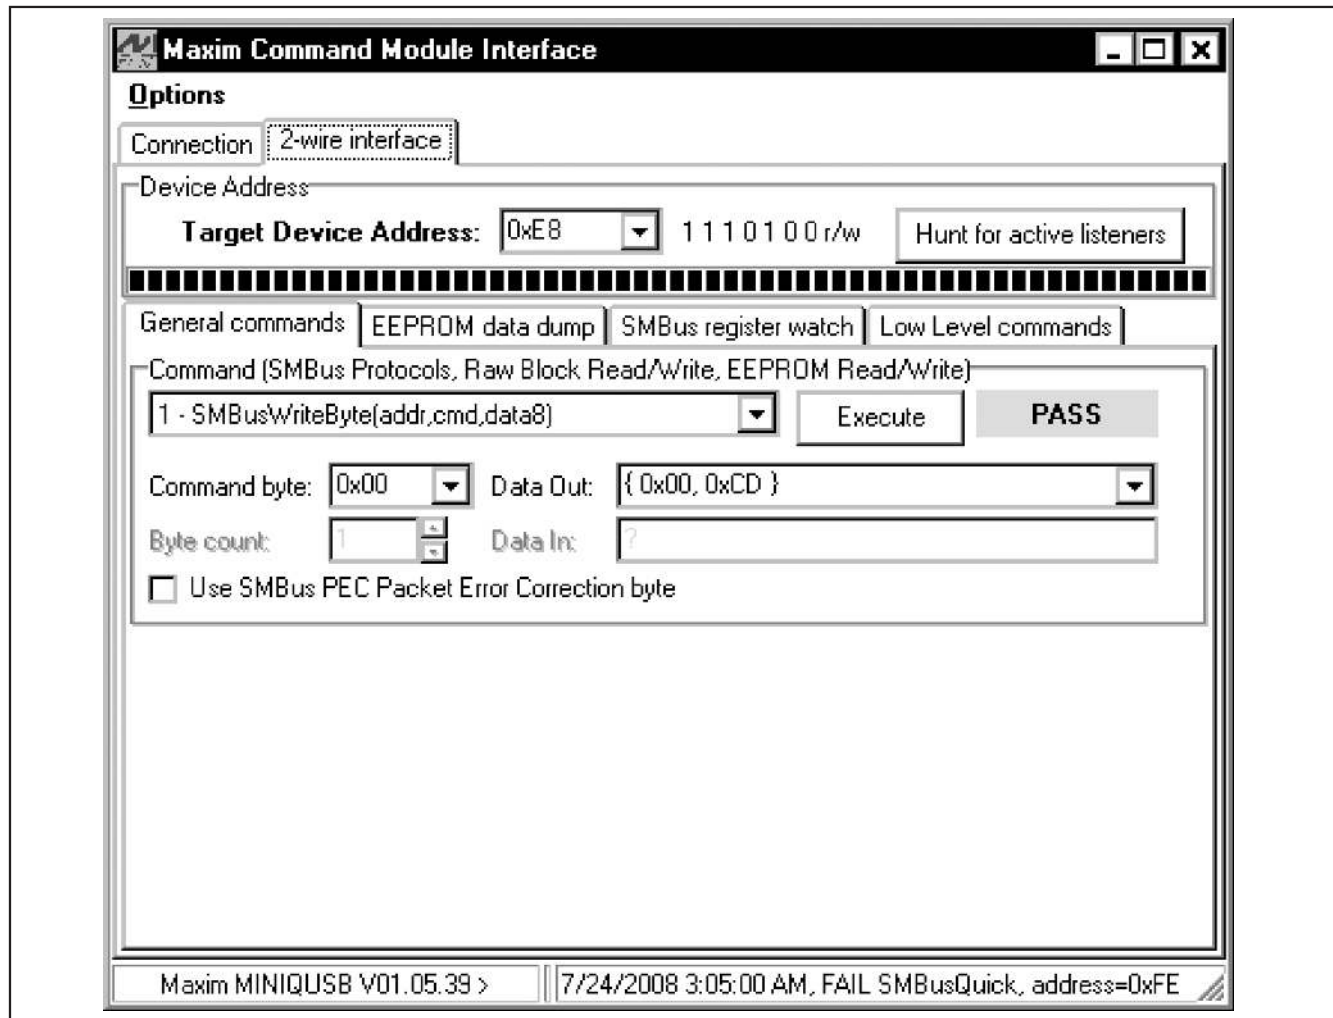 Maxim Command Module Interface
Options
Connection 2-wire interface
Device Address
Target Device Address: 0xE8 1 1 1 0 1 0 0 r/w Hunt for active listeners
General commands EEPROM data dump SMBus register watch Low Level commands
Command (SMBus Protocols, Raw Block Read/Write, EEPROM Read/Write)
1 - SMBusWriteByte(addr,cmd,data8) Execute PASS
Command byte: 0x00 Data Out: { 0x00, 0xCD }
Byte count: 1 Data In: ?
Use SMBus PEC Packet Error Correction byte
Maxim MINIQUSB V01.05.39 > 7/24/2008 3:05:00 AM, FAIL SMBusQuick, address=0xFE